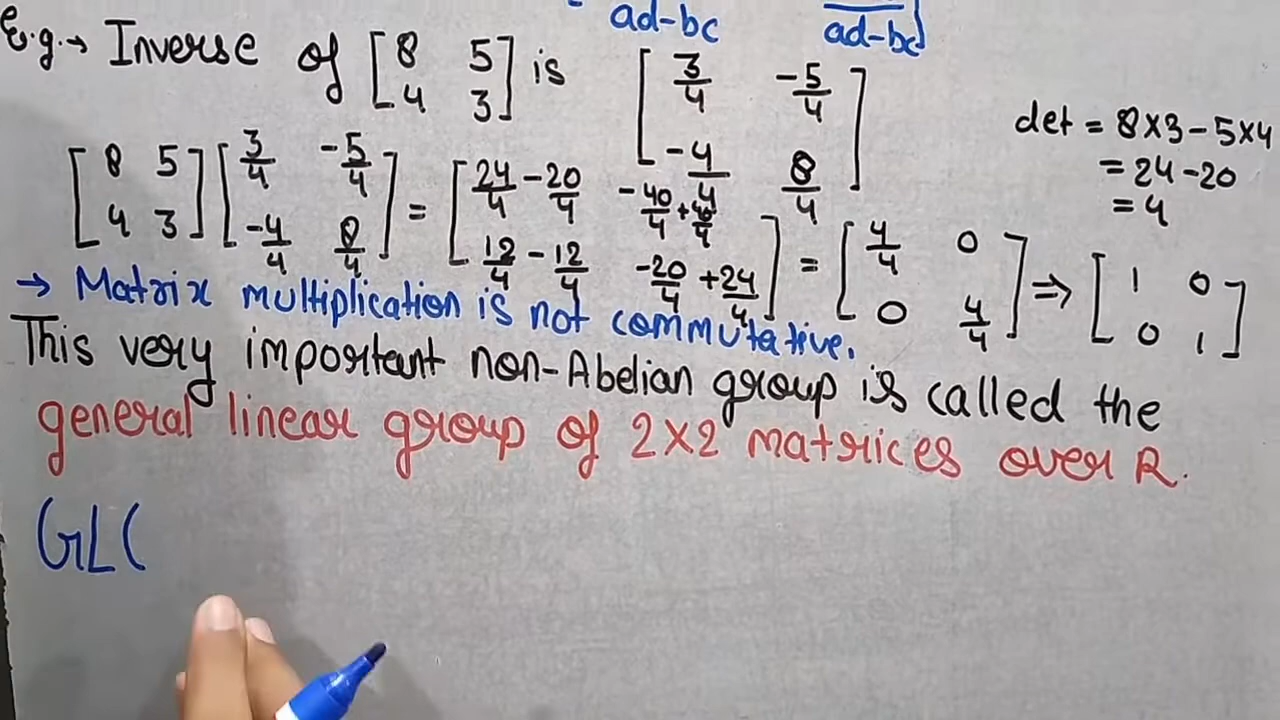 ad-bc ad-bc
E.g.→ Inverse of [8 5 4 3] is [3/4 -5/4 -4/4 8/4]
det = 8×3-5×4
= 24-20
= 4
[8 5 4 3] [3/4 -5/4 -4/4 8/4] = [24/4-20/4 -40/4+40/4 12/4-12/4 -20/4+24/4] = [4/4 0 0 4/4] ⇒ [1 0 0 1]
→ Matrix multiplication is not commutative.
This very important non-Abelian group is called the
general linear group of 2×2 matrices over R.
GL(